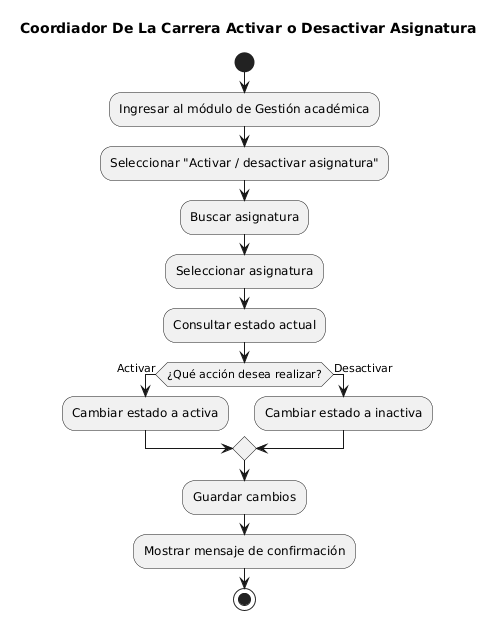 Coordiador De La Carrera Activar o Desactivar Asignatura
Ingresar al módulo de Gestión académica
Seleccionar "Activar / desactivar asignatura"
Buscar asignatura
Seleccionar asignatura
Consultar estado actual
Activar
¿Qué acción desea realizar?
Desactivar
Cambiar estado a activa
Cambiar estado a inactiva
Guardar cambios
Mostrar mensaje de confirmación